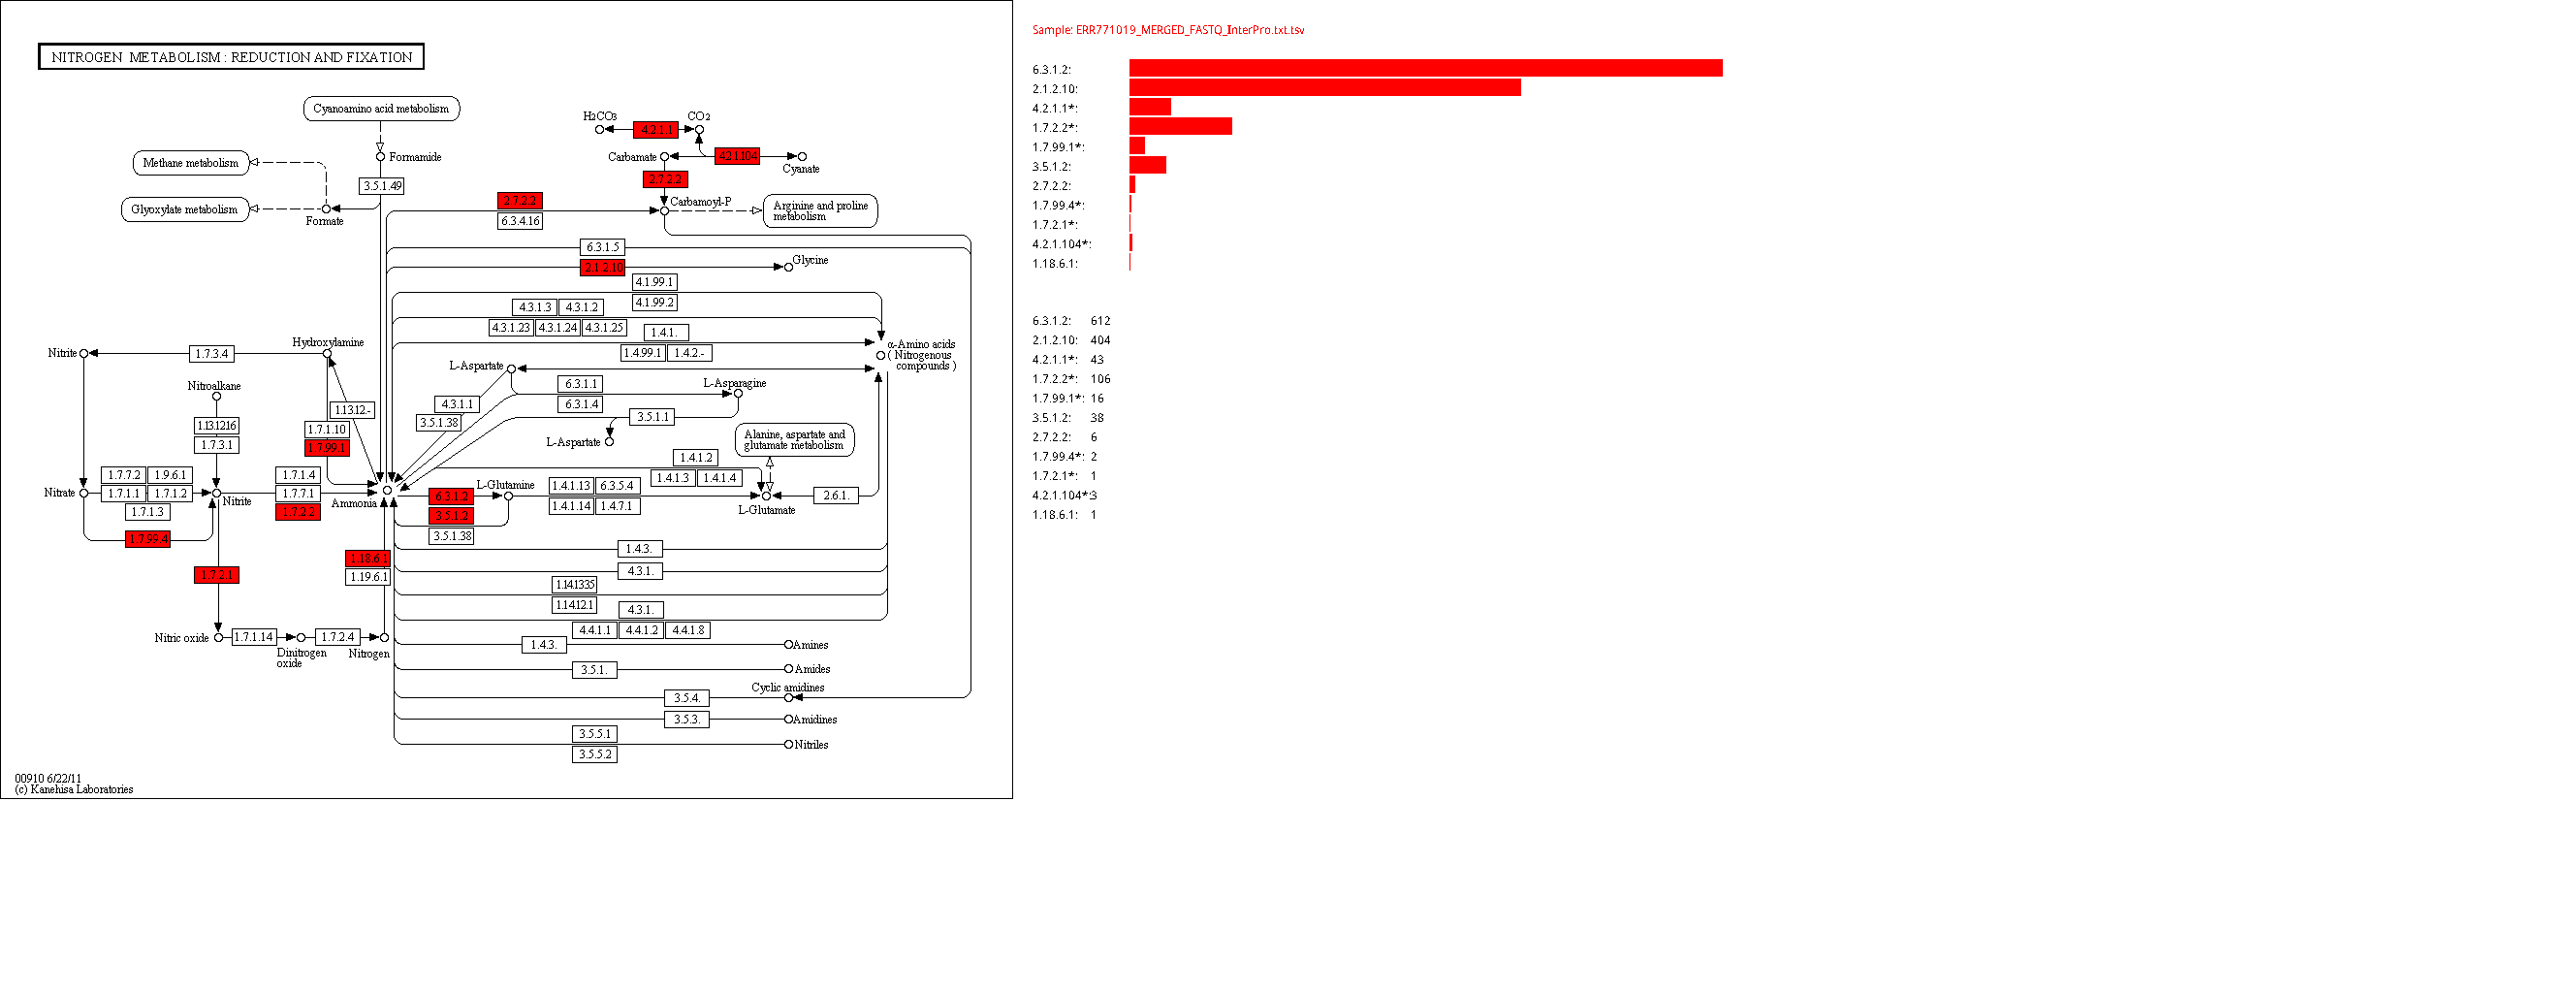 NITROGEN METABOLISM : REDUCTION AND FIXATION
Cyanoamino acid metabolism
H2CO3
4.2.1.1
CO2
Methane metabolism
Formamide
Carbamate
4.2.1.104
Cyanate
3.5.1.49
2.7.2.2
Glyoxylate metabolism
Formate
2.7.2.2
6.3.4.16
Carbamoyl-P
Arginine and proline
metabolism
6.3.1.5
2.1.2.10
Glycine
4.1.99.1
4.1.99.2
4.3.1.3
4.3.1.2
4.3.1.23
4.3.1.24
4.3.1.25
1.4.1.
1.4.99.1
1.4.2.-
α-Amino acids
( Nitrogenous
compounds )
Nitrite
1.7.3.4
Hydroxylamine
L-Aspartate
6.3.1.1
6.3.1.4
L-Asparagine
Nitroalkane
1.13.12.-
4.3.1.1
3.5.1.38
3.5.1.1
L-Aspartate
1.13.12.16
1.7.3.1
1.7.1.10
1.7.99.1
Alanine, aspartate and
glutamate metabolism
1.4.1.2
1.4.1.3
1.4.1.4
1.7.7.2
1.9.6.1
1.7.1.4
Nitrate
1.7.1.1
1.7.1.2
Nitrite
1.7.7.1
Ammonia
1.7.1.3
1.7.2.2
6.3.1.2
L-Glutamine
3.5.1.2
3.5.1.38
1.4.1.13
6.3.5.4
1.4.1.14
1.4.7.1
L-Glutamate
2.6.1.
1.7.99.4
1.18.6.1
1.19.6.1
1.7.2.1
1.4.3.
4.3.1.
1.14.13.35
1.14.12.1
4.3.1.
4.4.1.1
4.4.1.2
4.4.1.8
Nitric oxide
1.7.1.14
Dinitrogen
oxide
1.7.2.4
Nitrogen
1.4.3.
Amines
3.5.1.
Amides
Cyclic amidines
3.5.4.
3.5.3.
Amidines
3.5.5.1
3.5.5.2
Nitriles
00910 6/22/11
(c) Kanehisa Laboratories
Sample: ERR771019_MERGED_FASTQ_InterPro.txt.tsv
6.3.1.2:
2.1.2.10:
4.2.1.1*:
1.7.2.2*:
1.7.99.1*:
3.5.1.2:
2.7.2.2:
1.7.99.4*:
1.7.2.1*:
4.2.1.104*:
1.18.6.1:
6.3.1.2: 612
2.1.2.10: 404
4.2.1.1*: 43
1.7.2.2*: 106
1.7.99.1*: 16
3.5.1.2: 38
2.7.2.2: 6
1.7.99.4*: 2
1.7.2.1*: 1
4.2.1.104*:3
1.18.6.1: 1